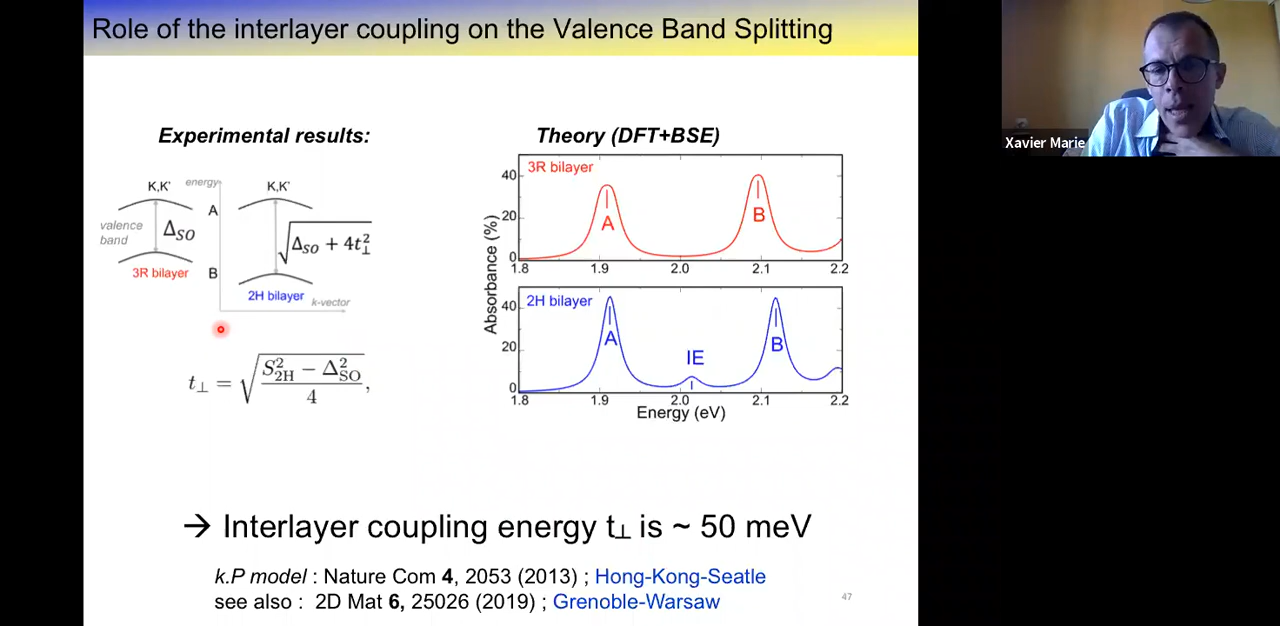 Role of the interlayer coupling on the Valence Band Splitting
Experimental results:
K,K'
energy
K,K'
A
valence
band
Δ_SO
√(Δ_SO + 4t⊥²)
3R bilayer
B
2H bilayer
k-vector
t⊥ = √((S²_2H − Δ²_SO)/4),
Theory (DFT+BSE)
3R bilayer
40
20
0
A
B
1.8 1.9 2.0 2.1 2.2
Absorbance (%)
2H bilayer
40
20
0
A
IE
B
1.8 1.9 2.0 2.1 2.2
Energy (eV)
→ Interlayer coupling energy t⊥ is ~ 50 meV
k.P model : Nature Com 4, 2053 (2013) ; Hong-Kong-Seatle
see also : 2D Mat 6, 25026 (2019) ; Grenoble-Warsaw
47
Xavier Marie